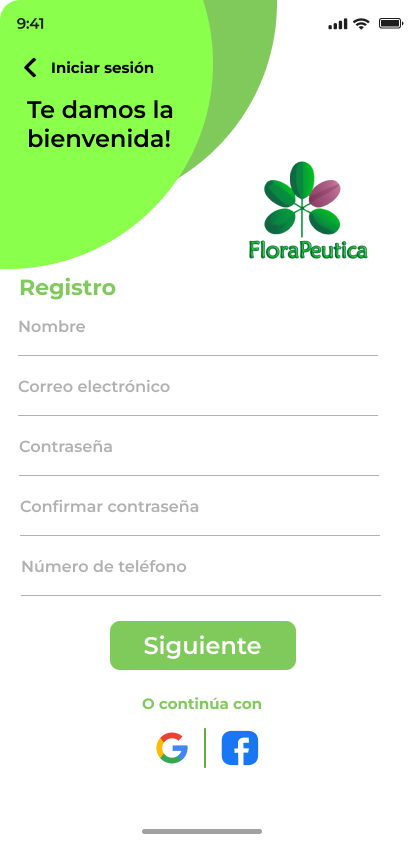 9:41
Iniciar sesión
Te damos la
bienvenida!
FloraPeutica
Registro
Nombre
Correo electrónico
Contraseña
Confirmar contraseña
Número de teléfono
Siguiente
O continúa con